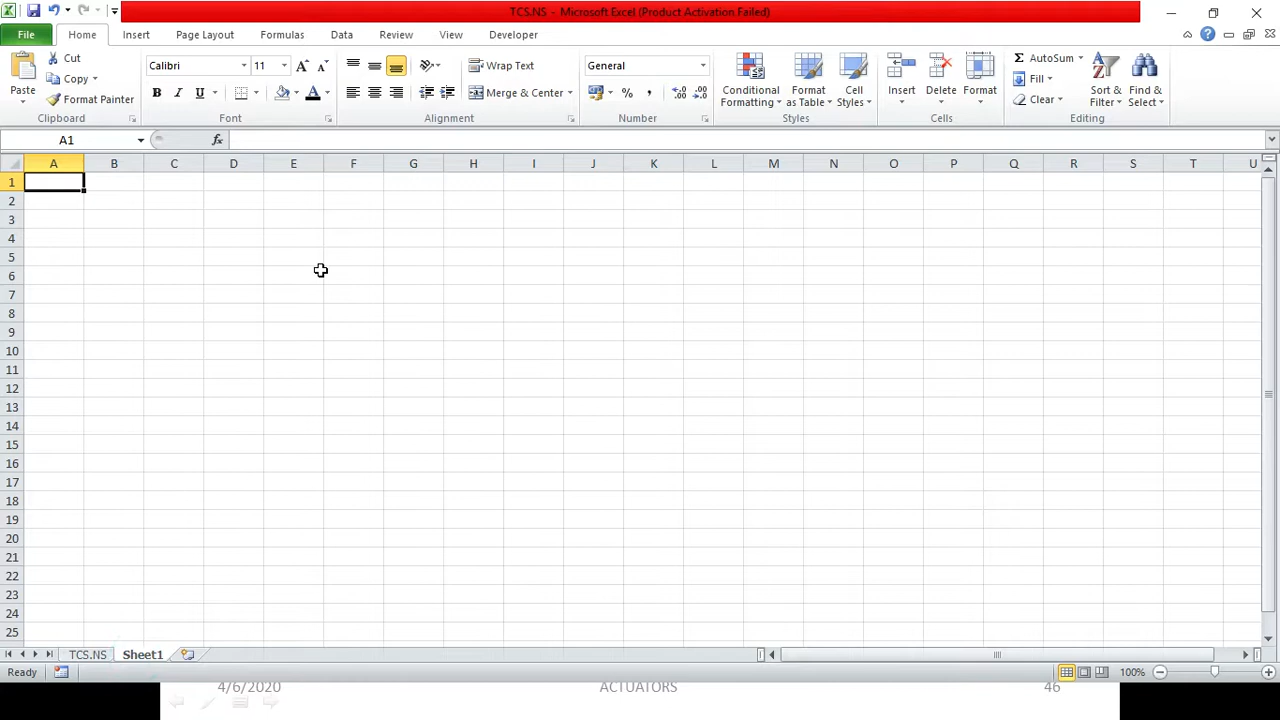 TCS.NS - Microsoft Excel (Product Activation Failed)
File Home Insert Page Layout Formulas Data Review View Developer
Paste Cut Copy Format Painter
Calibri 11
B I U A
Wrap Text
Merge & Center
General
% ,
Conditional Formatting
Format as Table
Cell Styles
Insert Delete Format
Σ AutoSum
Fill
Clear
Sort & Filter
Find & Select
Clipboard Font Alignment Number Styles Cells Editing
A1 fx
A B C D E F G H I J K L M N O P Q R S T U
1
2
3
4
5
6
7
8
9
10
11
12
13
14
15
16
17
18
19
20
21
22
23
24
25
TCS.NS Sheet1
Ready 100%
4/6/2020 ACTUATORS 46